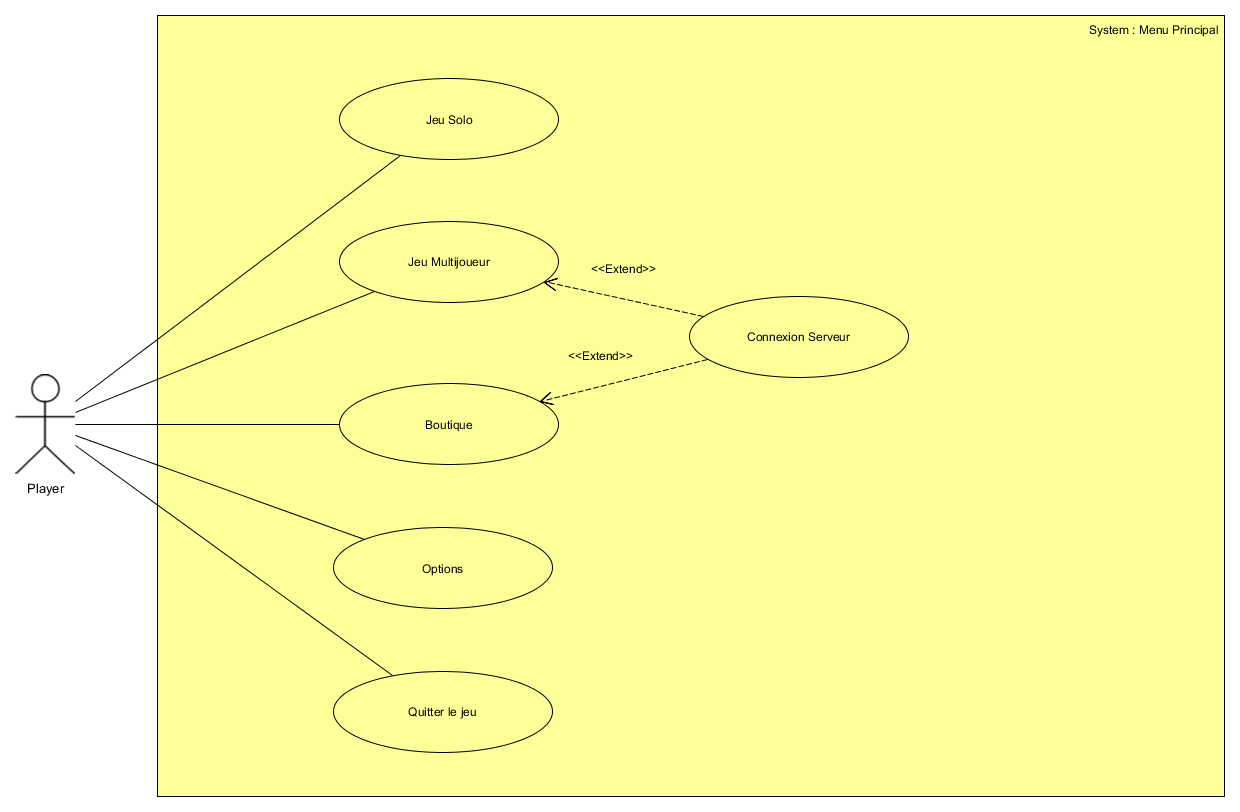 System : Menu Principal
Jeu Solo
Jeu Multijoueur
<<Extend>>
Connexion Serveur
<<Extend>>
Boutique
Player
Options
Quitter le jeu